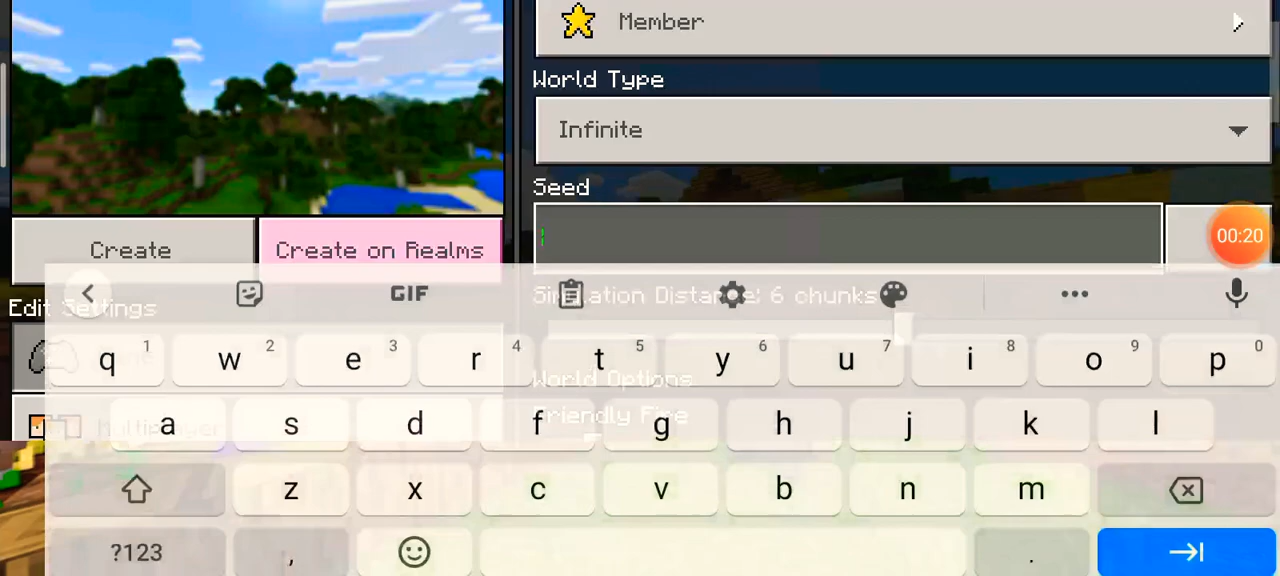 Member
World Type
Infinite
Seed
00:20
Create
Create on Realms
GIF
Simulation Distance: 6 chunks
Edit Settings
q 1 w 2 e 3 r 4 t 5 y 6 u 7 i 8 o 9 p 0
World Options
Friendly Fire
Multiplayer
a s d f g h j k l
z x c v b n m
?123 , .